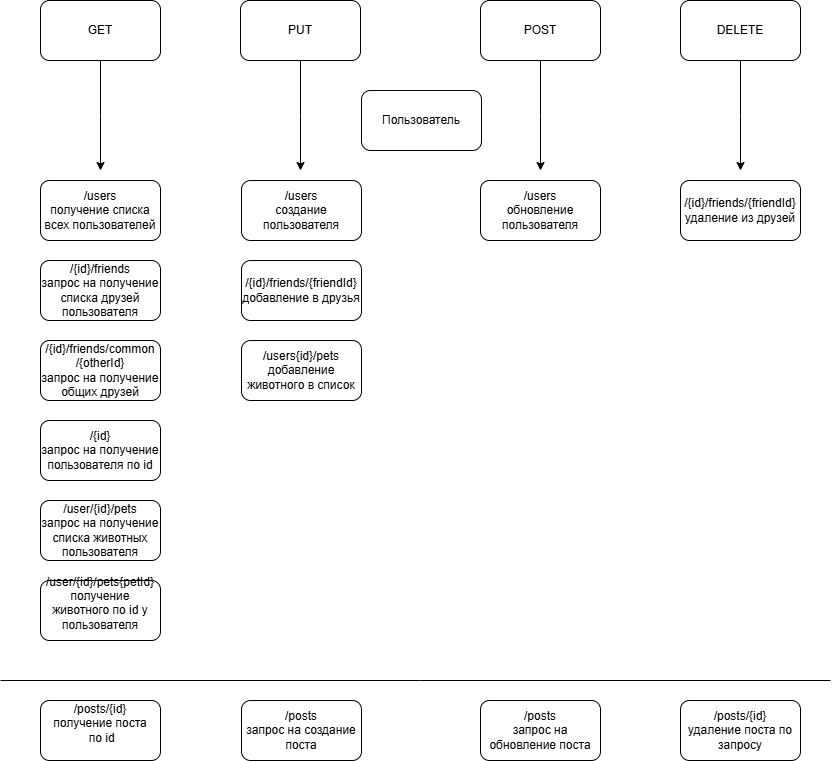 GET
PUT
POST
DELETE
Пользователь
/users
получение списка
всех пользователей
/users
создание
пользователя
/users
обновление
пользователя
/{id}/friends/{friendId}
удаление из друзей
/{id}/friends
запрос на получение
списка друзей
пользователя
/{id}/friends/{friendId}
добавление в друзья
/{id}/friends/common
/{otherId}
запрос на получение
общих друзей
/users{id}/pets
добавление
животного в список
/{id}
запрос на получение
пользователя по id
/user/{id}/pets
запрос на получение
списка животных
пользователя
/user/{id}/pets{petId}
получение
животного по id у
пользователя
/posts/{id}
получение поста
по id
/posts
запрос на создание
поста
/posts
запрос на
обновление поста
/posts/{id}
удаление поста по
запросу